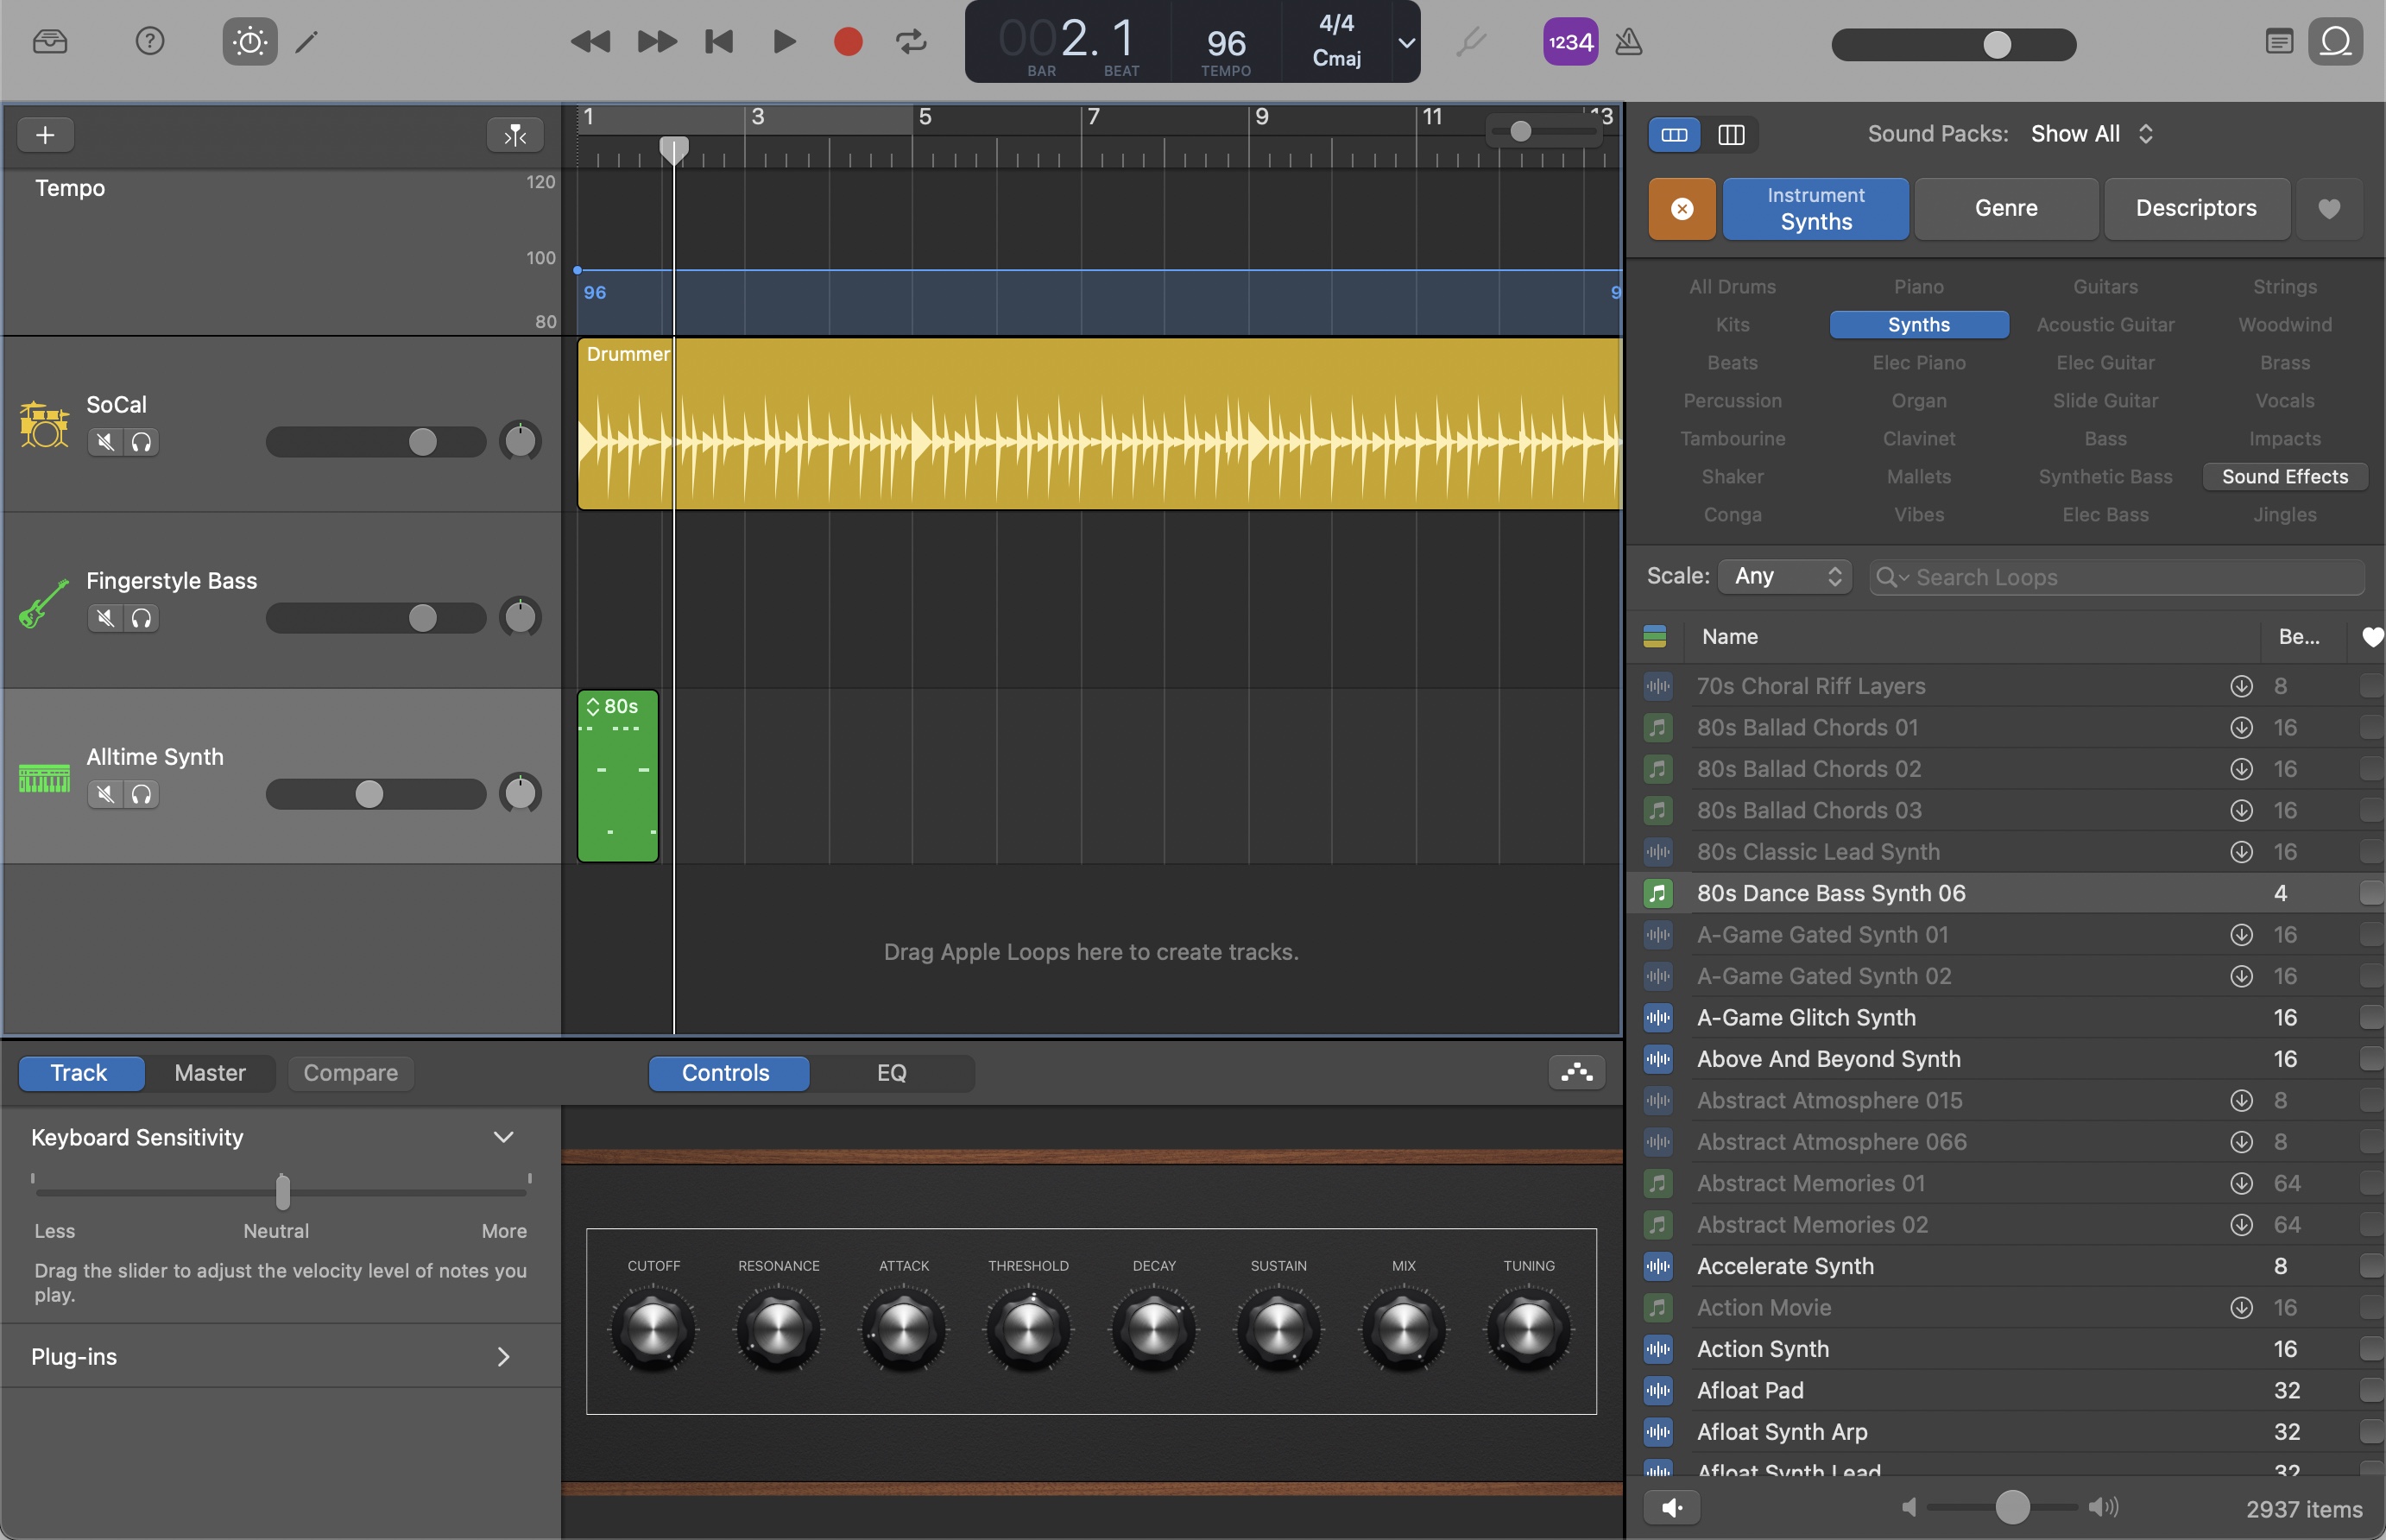 2. 1
BAR BEAT
96
TEMPO
4/4
Cmaj
1234
1 3 5 7 9 11 13
Tempo
120
100
80
96
Drummer
SoCal
Fingerstyle Bass
Alltime Synth
80s
Drag Apple Loops here to create tracks.
Track Master Compare Controls EQ
Keyboard Sensitivity
Less Neutral More
Drag the slider to adjust the velocity level of notes you
play.
Plug-ins
CUTOFF RESONANCE ATTACK THRESHOLD DECAY SUSTAIN MIX TUNING
Sound Packs: Show All
Instrument
Synths
Genre
Descriptors
All Drums Piano Guitars Strings
Kits Synths Acoustic Guitar Woodwind
Beats Elec Piano Elec Guitar Brass
Percussion Organ Slide Guitar Vocals
Tambourine Clavinet Bass Impacts
Shaker Mallets Synthetic Bass Sound Effects
Conga Vibes Elec Bass Jingles
Scale: Any Search Loops
Name Be...
70s Choral Riff Layers 8
80s Ballad Chords 01 16
80s Ballad Chords 02 16
80s Ballad Chords 03 16
80s Classic Lead Synth 16
80s Dance Bass Synth 06 4
A-Game Gated Synth 01 16
A-Game Gated Synth 02 16
A-Game Glitch Synth 16
Above And Beyond Synth 16
Abstract Atmosphere 015 8
Abstract Atmosphere 066 8
Abstract Memories 01 64
Abstract Memories 02 64
Accelerate Synth 8
Action Movie 16
Action Synth 16
Afloat Pad 32
Afloat Synth Arp 32
Afloat Synth Lead 32
2937 items